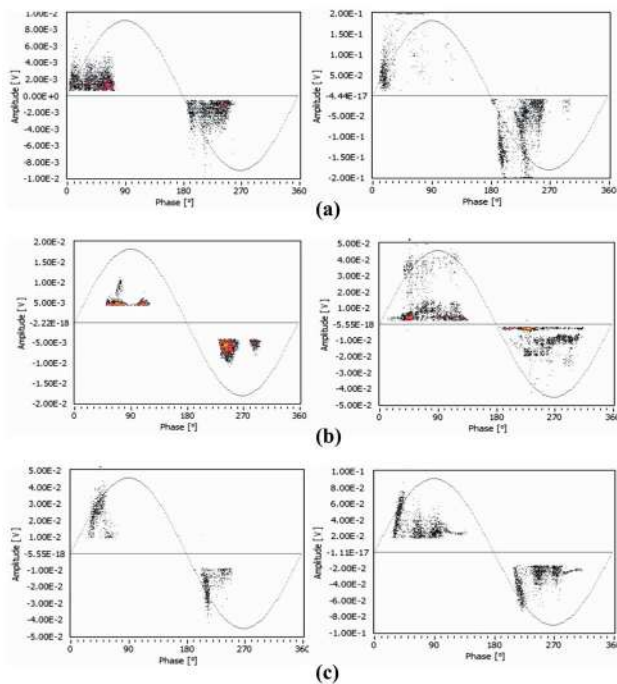 1.00E-2
8.00E-3
6.00E-3
4.00E-3
2.00E-3
0.00E+0
-2.00E-3
-4.00E-3
-6.00E-3
-8.00E-3
-1.00E-2
Amplitude [ V]
0 90 180 270 360
Phase [°]
2.00E-1
1.50E-1
1.00E-1
5.00E-2
-4.44E-17
-5.00E-2
-1.00E-1
-1.50E-1
-2.00E-1
Amplitude [ V]
0 90 180 270 360
Phase [°]
(a)
2.00E-2
1.50E-2
1.00E-2
5.00E-3
-2.22E-18
-5.00E-3
-1.00E-2
-1.50E-2
-2.00E-2
Amplitude [ V]
0 90 180 270 360
Phase [°]
5.00E-2
4.00E-2
3.00E-2
2.00E-2
1.00E-2
-5.55E-18
-1.00E-2
-2.00E-2
-3.00E-2
-4.00E-2
-5.00E-2
Amplitude [ V]
0 90 180 270 360
Phase [°]
(b)
5.00E-2
4.00E-2
3.00E-2
2.00E-2
1.00E-2
-5.55E-18
-1.00E-2
-2.00E-2
-3.00E-2
-4.00E-2
-5.00E-2
Amplitude [ V]
0 90 180 270 360
Phase [°]
1.00E-1
8.00E-2
6.00E-2
4.00E-2
2.00E-2
-1.11E-17
-2.00E-2
-4.00E-2
-6.00E-2
-8.00E-2
-1.00E-1
Amplitude [ V]
0 90 180 270 360
Phase [°]
(c)